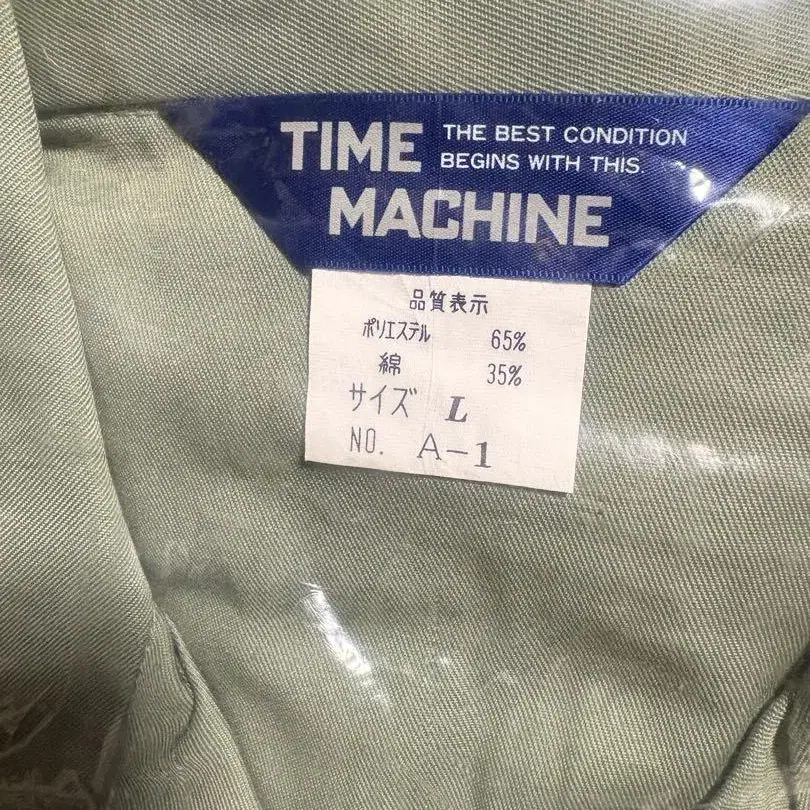 TIME
THE BEST CONDITION
BEGINS WITH THIS.
MACHINE
品質表示
ポリエステル 65%
綿 35%
サイズ L
NO. A-1